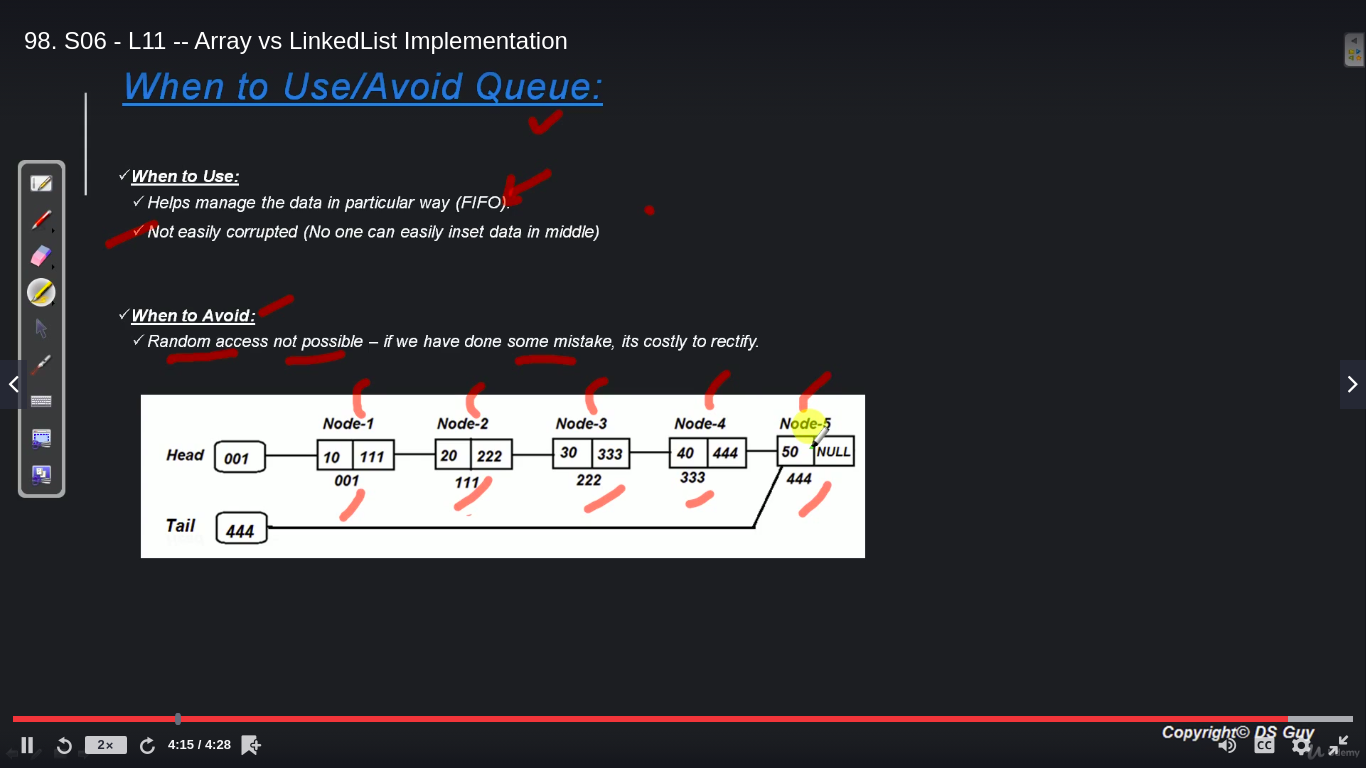 98. S06 - L11 -- Array vs LinkedList Implementation
When to Use/Avoid Queue:
When to Use:
Helps manage the data in particular way (FIFO).
Not easily corrupted (No one can easily inset data in middle)
When to Avoid:
Random access not possible – if we have done some mistake, its costly to rectify.
Node-1 Node-2 Node-3 Node-4 Node-5
Head 001 10 111 20 222 30 333 40 444 50 NULL
001 111 222 333 444
Tail 444
Copyright© DS Guy
2x 4:15 / 4:28 CC